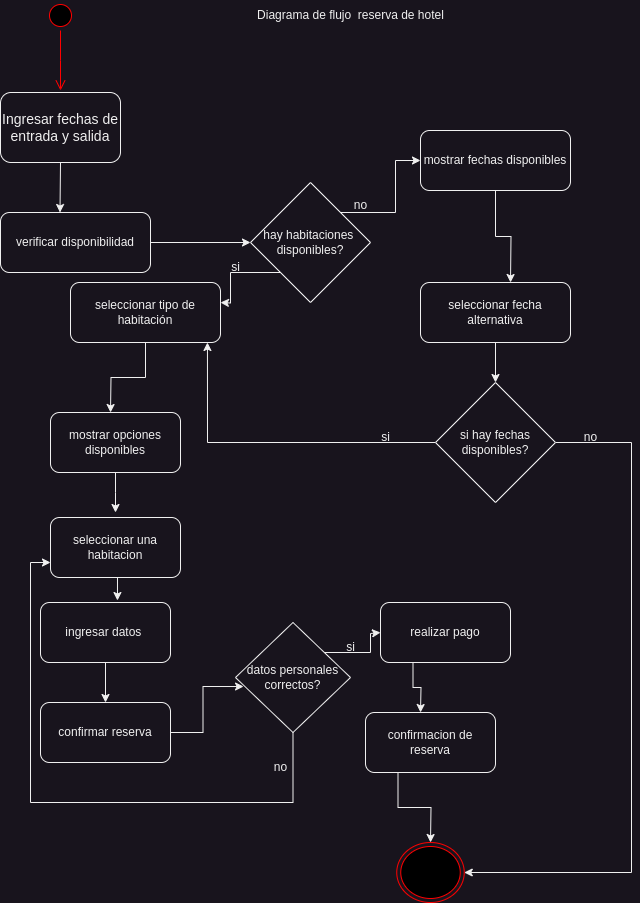 Diagrama de flujo  reserva de hotel
Ingresar fechas de
entrada y salida
mostrar fechas disponibles
no
hay habitaciones
disponibles?
verificar disponibilidad
si
seleccionar tipo de
habitación
seleccionar fecha
alternativa
mostrar opciones
disponibles
si
si hay fechas
disponibles?
no
seleccionar una
habitacion
ingresar datos
datos personales
correctos?
si
realizar pago
confirmar reserva
no
confirmacion de
reserva